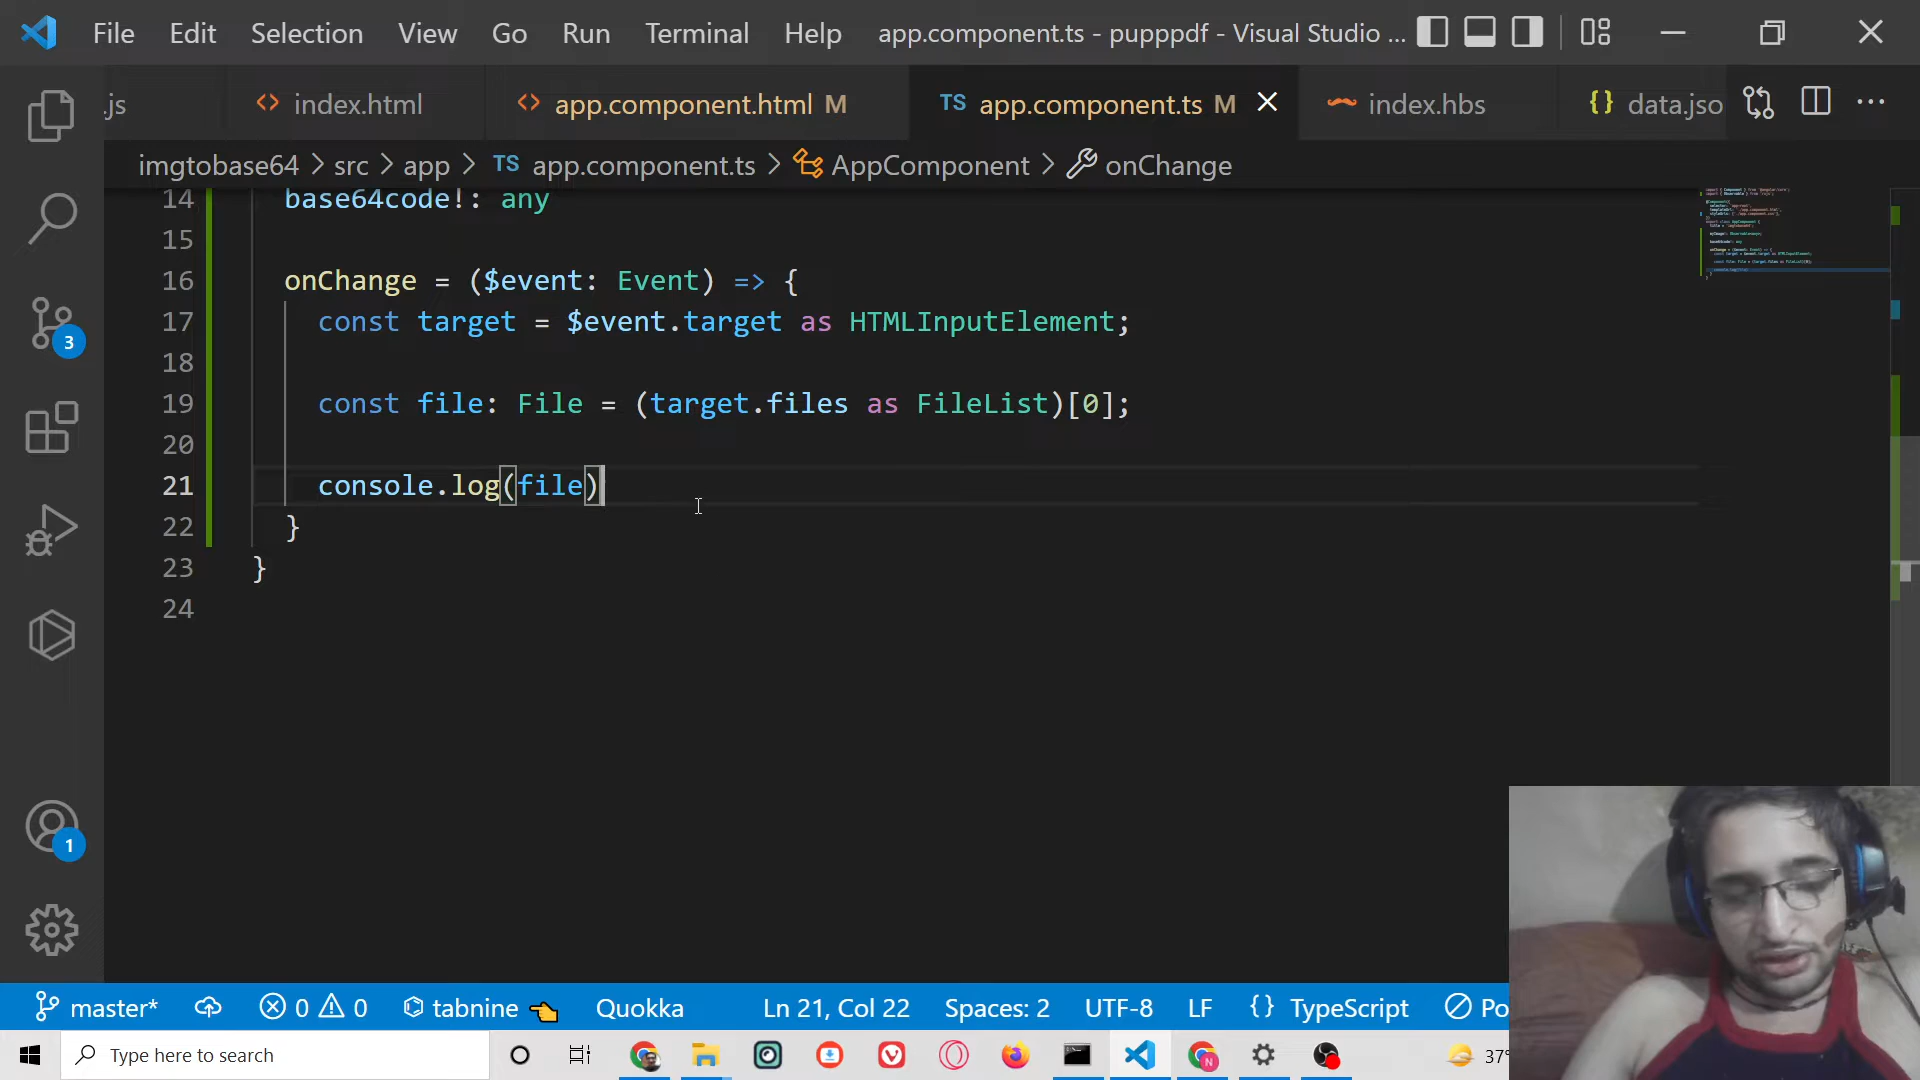 File Edit Selection View Go Run Terminal Help app.component.ts - pupppdf - Visual Studio ...
.js index.html app.component.html M TS app.component.ts M index.hbs {} data.jso
imgtobase64 > src > app > TS app.component.ts > AppComponent > onChange
14 base64code!: any
15
16 onChange = ($event: Event) => {
17 const target = $event.target as HTMLInputElement;
18
19 const file: File = (target.files as FileList)[0];
20
21 console.log(file)
22 }
23 }
24
3
1
master* 0 0 tabnine Quokka Ln 21, Col 22 Spaces: 2 UTF-8 LF {} TypeScript Po
Type here to search N 37°